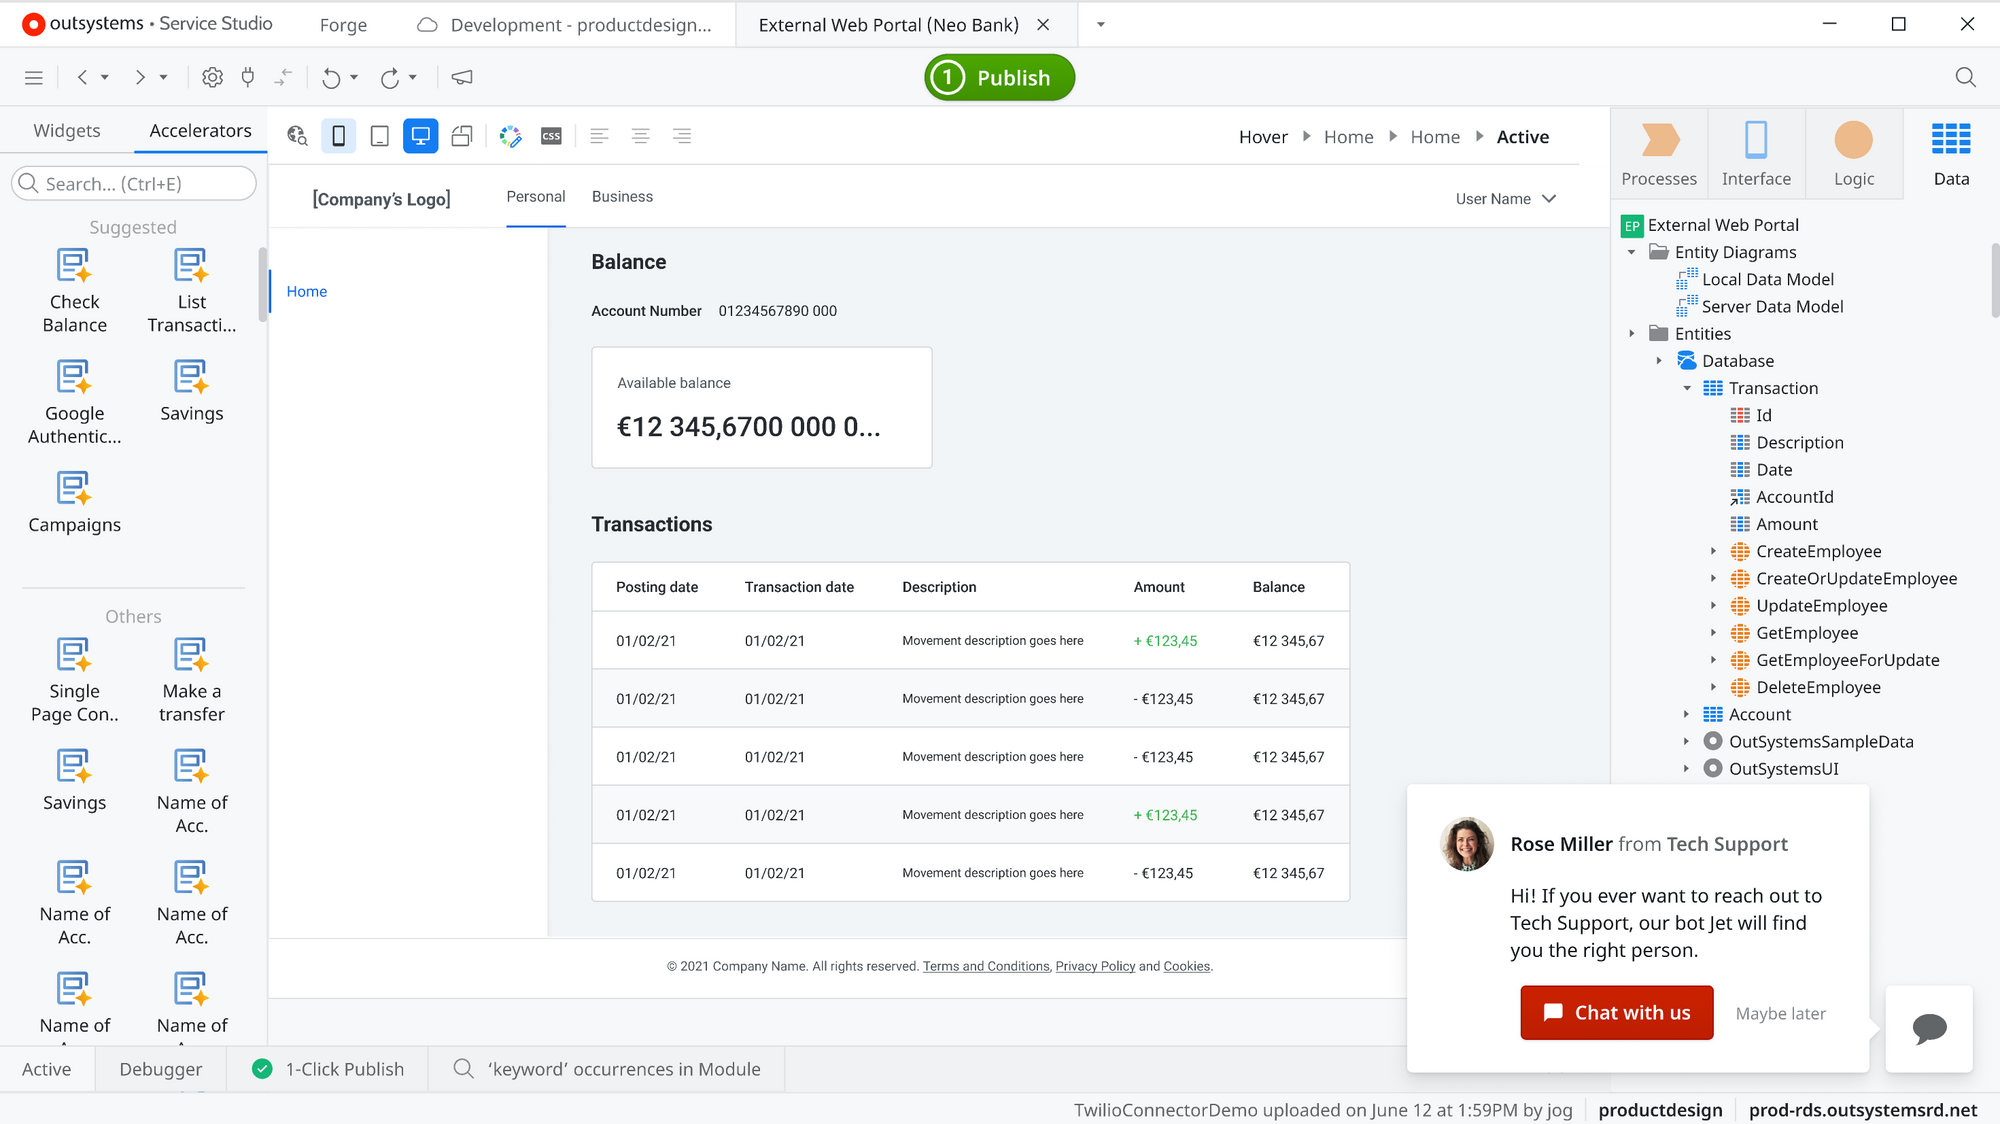 outsystems • Service Studio
Forge
Development - productdesign...
External Web Portal (Neo Bank)
1 Publish
Widgets
Accelerators
Search... (Ctrl+E)
Suggested
Check Balance
List Transacti...
Google Authentic...
Savings
Campaigns
Others
Single Page Con..
Make a transfer
Savings
Name of Acc.
Name of Acc.
Name of Acc.
Name of
Name of
css
Hover Home Home Active
[Company's Logo]
Personal
Business
User Name
Home
Balance
Account Number 01234567890 000
Available balance
€12 345,6700 000 0...
Transactions
Posting date Transaction date Description Amount Balance
01/02/21 01/02/21 Movement description goes here + €123,45 €12 345,67
01/02/21 01/02/21 Movement description goes here - €123,45 €12 345,67
01/02/21 01/02/21 Movement description goes here - €123,45 €12 345,67
01/02/21 01/02/21 Movement description goes here + €123,45 €12 345,67
01/02/21 01/02/21 Movement description goes here - €123,45 €12 345,67
© 2021 Company Name. All rights reserved. Terms and Conditions, Privacy Policy and Cookies.
Processes
Interface
Logic
Data
EP External Web Portal
Entity Diagrams
Local Data Model
Server Data Model
Entities
Database
Transaction
Id
Description
Date
AccountId
Amount
CreateEmployee
CreateOrUpdateEmployee
UpdateEmployee
GetEmployee
GetEmployeeForUpdate
DeleteEmployee
Account
OutSystemsSampleData
OutSystemsUI
Rose Miller from Tech Support
Hi! If you ever want to reach out to
Tech Support, our bot Jet will find
you the right person.
Chat with us
Maybe later
Active
Debugger
1-Click Publish
'keyword' occurrences in Module
TwilioConnectorDemo uploaded on June 12 at 1:59PM by jog
productdesign
prod-rds.outsystemsrd.net